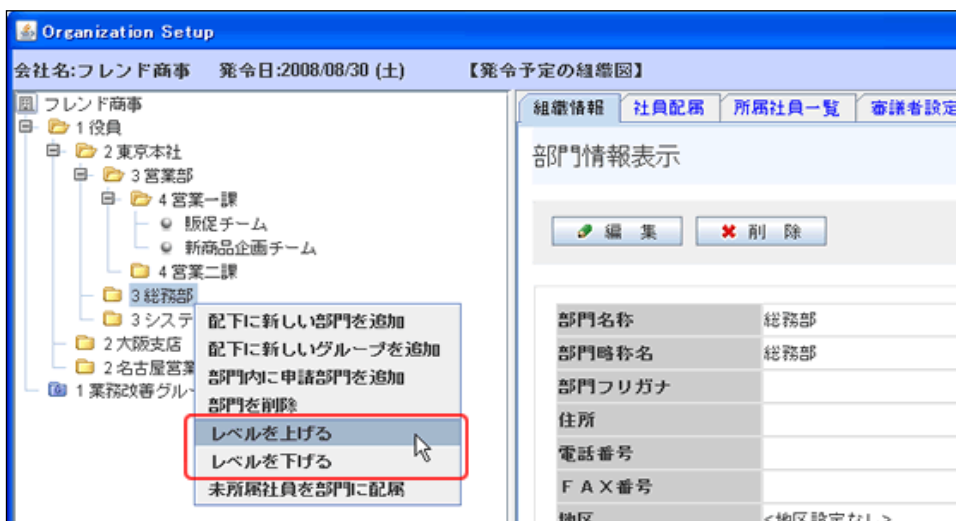 Organization Setup
会社名:フレンド商事 発令日:2008/08/30 (土) 【発令予定の組織図】
フレンド商事
1 役員
2 東京本社
3 営業部
4 営業一課
販促チーム
新商品企画チーム
4 営業二課
3 総務部
3 システ
2 大阪支店
2 名古屋営業
1 業務改善グル
配下に新しい部門を追加
配下に新しいグループを追加
部門内に申請部門を追加
部門を削除
レベルを上げる
レベルを下げる
未所属社員を部門に配属
組織情報 社員配属 所属社員一覧 審議者設定
部門情報表示
編 集 削 除
部門名称 総務部
部門略称名 総務部
部門フリガナ
住所
電話番号
ＦＡＸ番号
地区 <地区設定なし>